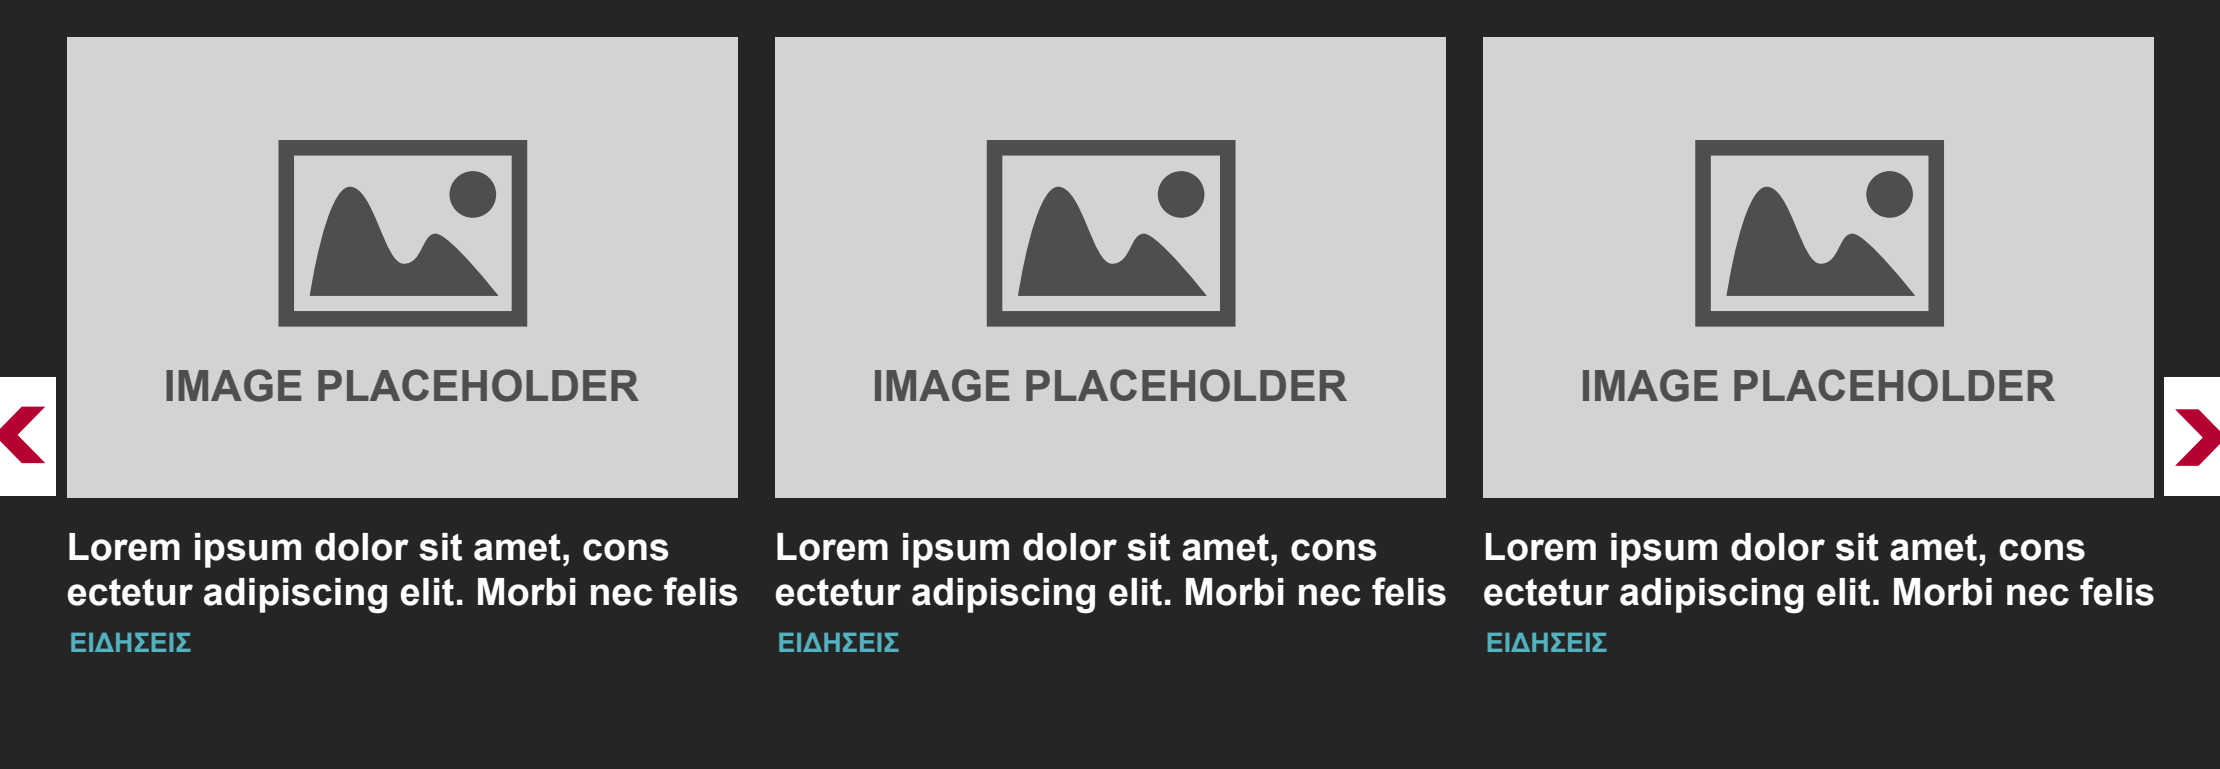 IMAGE PLACEHOLDER
Lorem ipsum dolor sit amet, cons
ectetur adipiscing elit. Morbi nec felis
ΕΙΔΗΣΕΙΣ
IMAGE PLACEHOLDER
Lorem ipsum dolor sit amet, cons
ectetur adipiscing elit. Morbi nec felis
ΕΙΔΗΣΕΙΣ
IMAGE PLACEHOLDER
Lorem ipsum dolor sit amet, cons
ectetur adipiscing elit. Morbi nec felis
ΕΙΔΗΣΕΙΣ